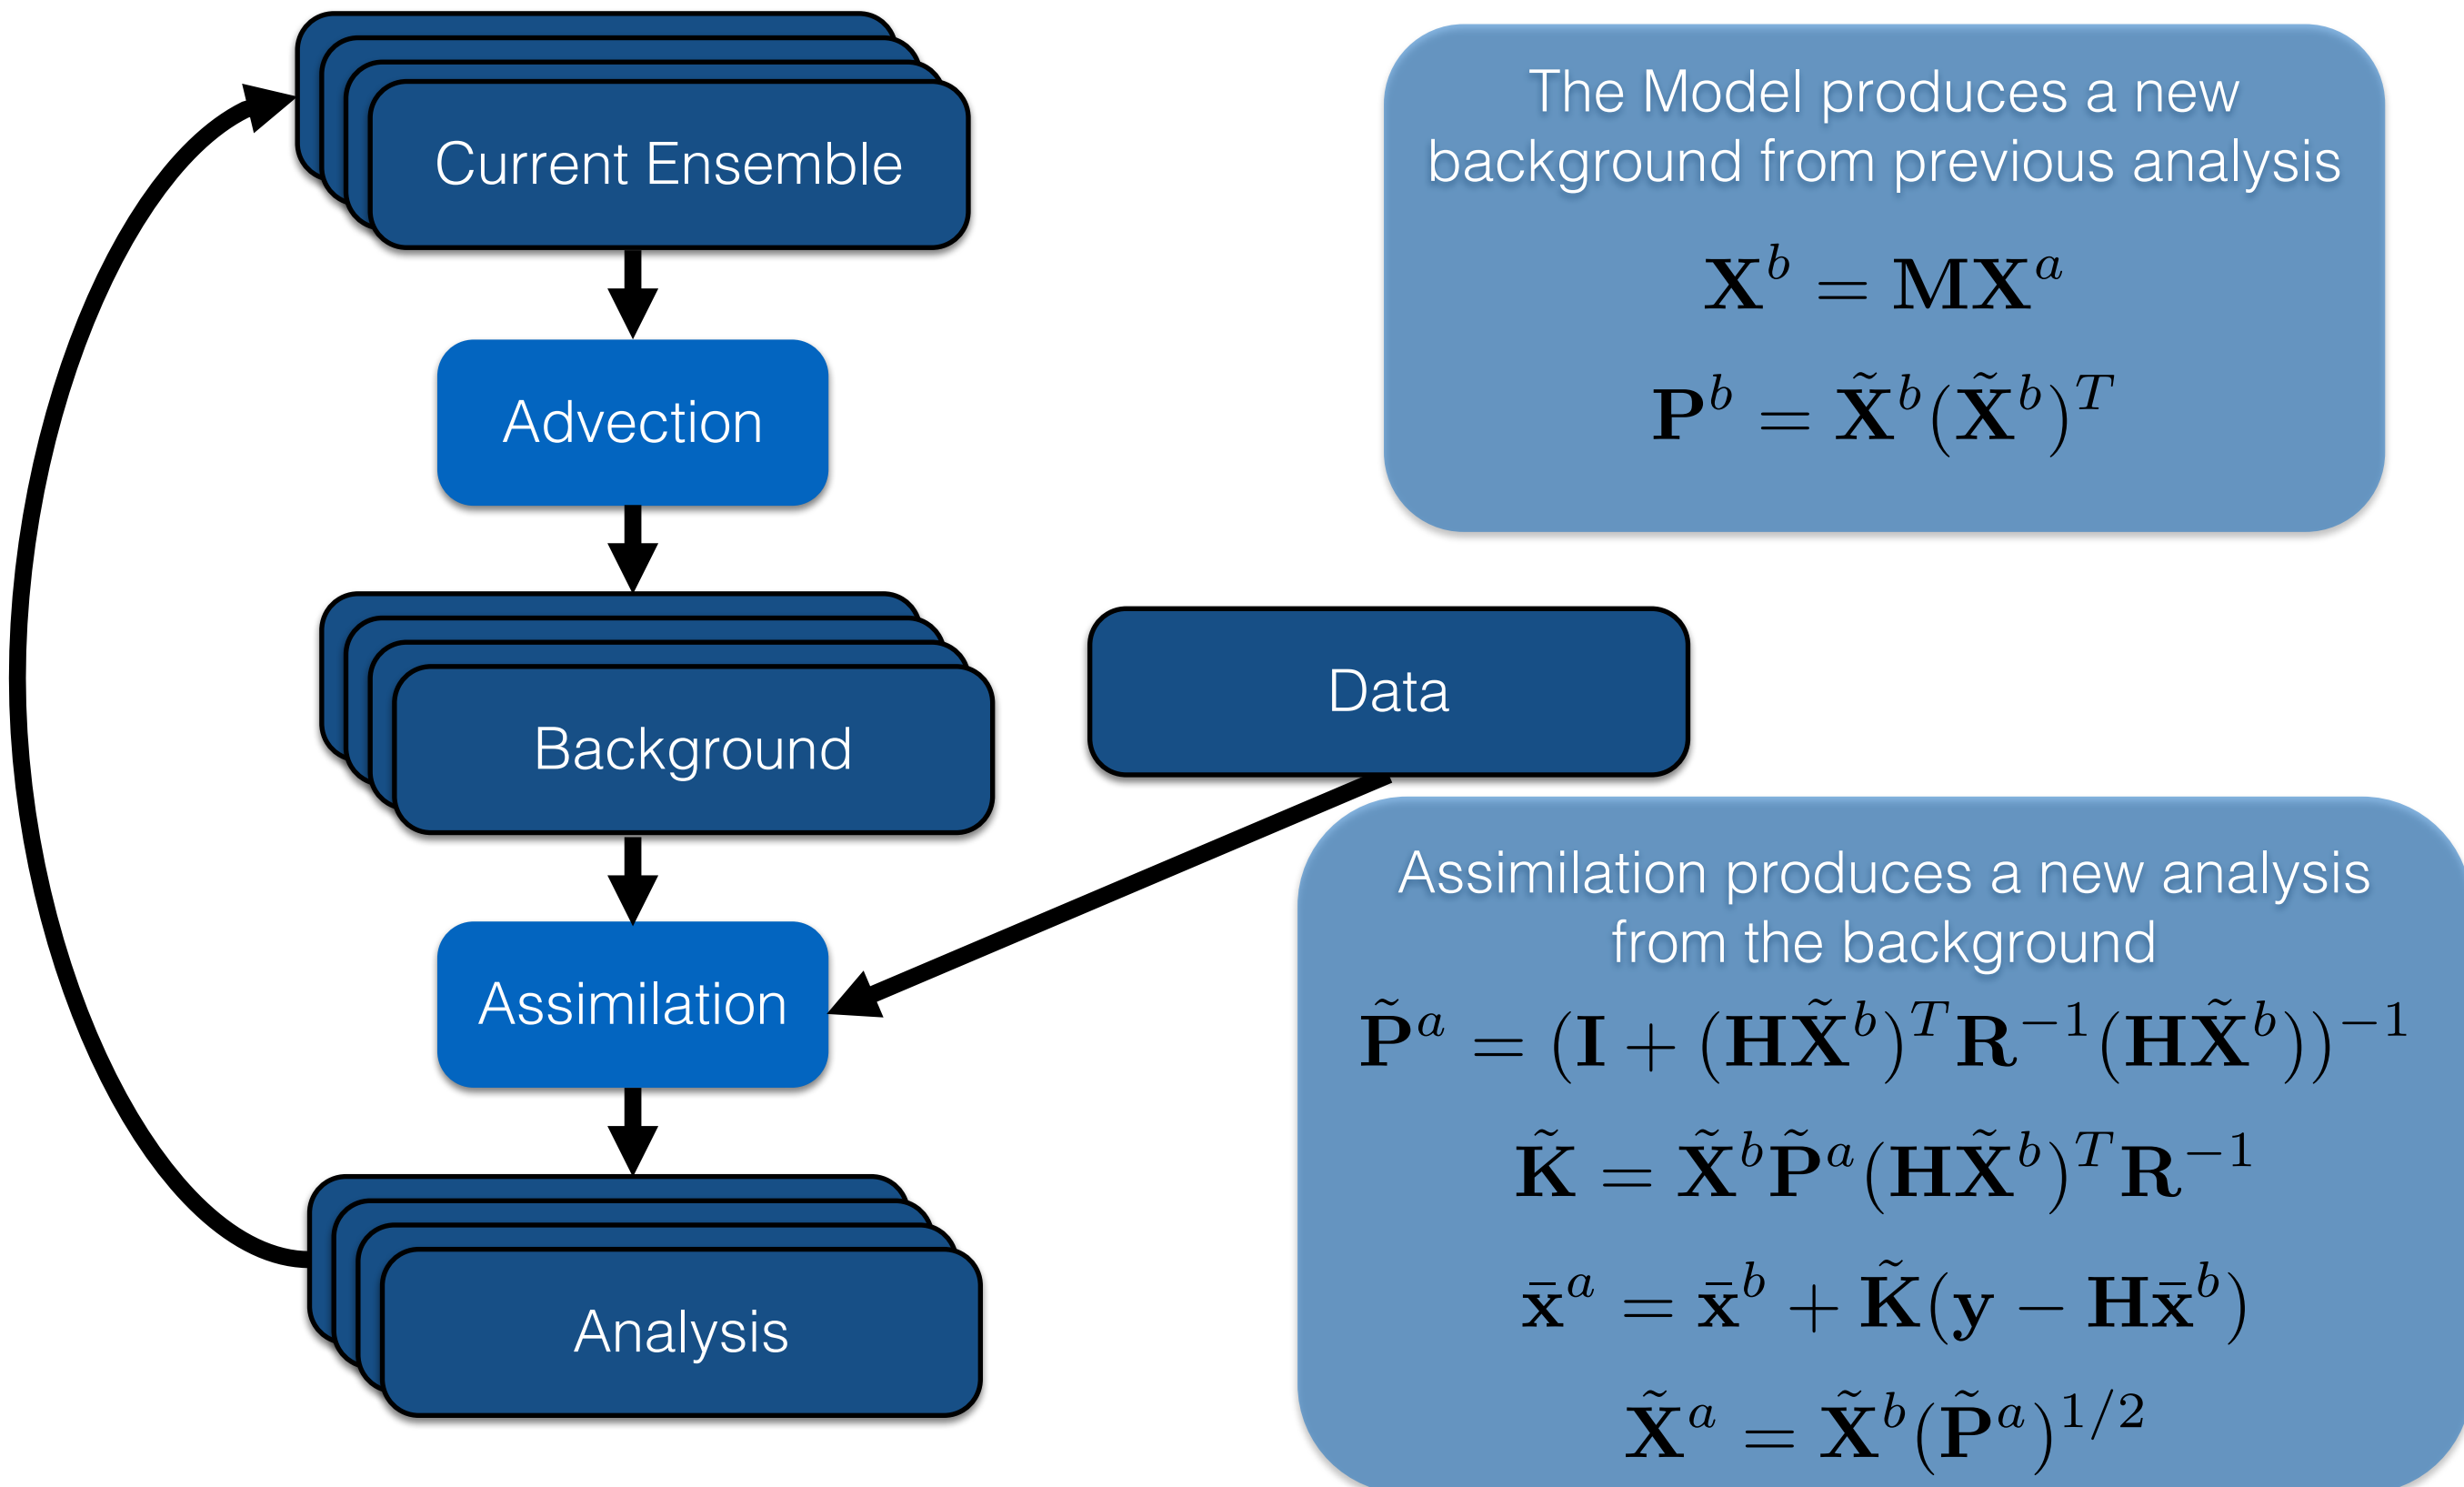 Current Ensemble
Advection
Background
Assimilation
Analysis
Data
The Model produces a new
background from previous analysis
𝐗^b = 𝐌𝐗^a
𝐏^b = 𝐗̃^b(𝐗̃^b)^T
Assimilation produces a new analysis
from the background
𝐏̃^a = (𝐈 + (𝐇𝐗̃^b)^T 𝐑^−1(𝐇𝐗̃^b))^−1
𝐊̃ = 𝐗̃^b𝐏̃^a(𝐇𝐗̃^b)^T 𝐑^−1
𝐱̄^a = 𝐱̄^b + 𝐊̃(𝐲 − 𝐇𝐱̄^b)
𝐗̃^a = 𝐗̃^b(𝐏̃^a)^1/2